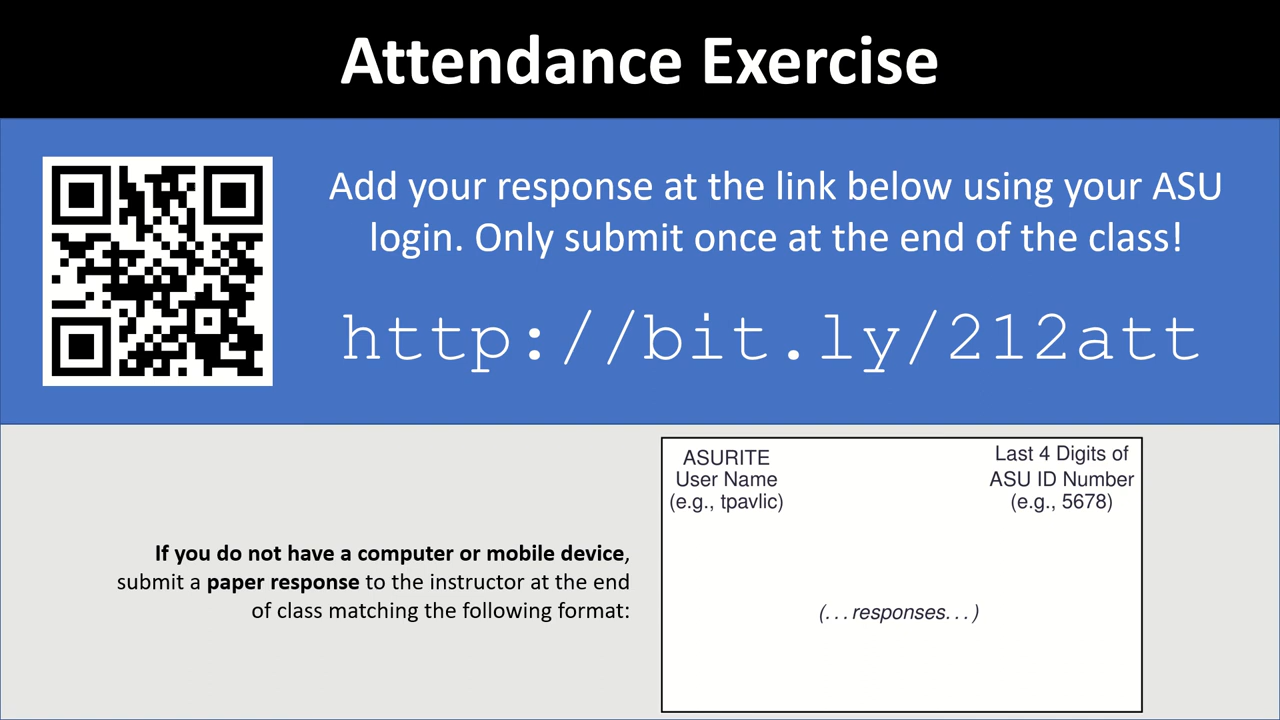 Attendance Exercise
Add your response at the link below using your ASU
login. Only submit once at the end of the class!
http://bit.ly/212att
If you do not have a computer or mobile device,
submit a paper response to the instructor at the end
of class matching the following format:
ASURITE
User Name
(e.g., tpavlic)
Last 4 Digits of
ASU ID Number
(e.g., 5678)
(...responses...)